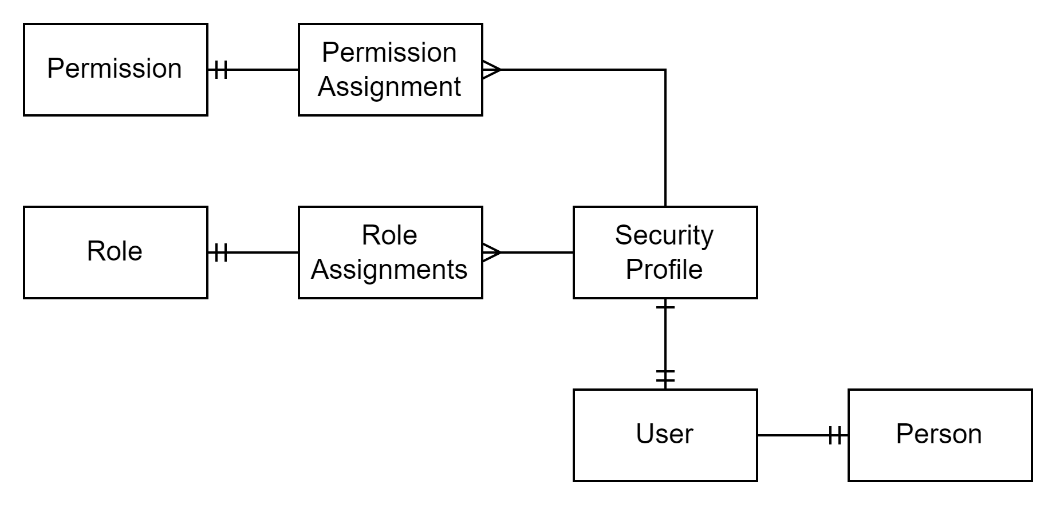 Permission
Permission
Assignment
Role
Role
Assignments
Security
Profile
User
Person